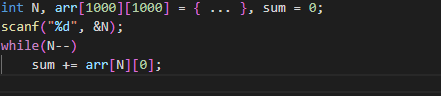 int N, arr[1000][1000] = { ... }, sum = 0;
scanf("%d", &N);
while(N--)
    sum += arr[N][0];